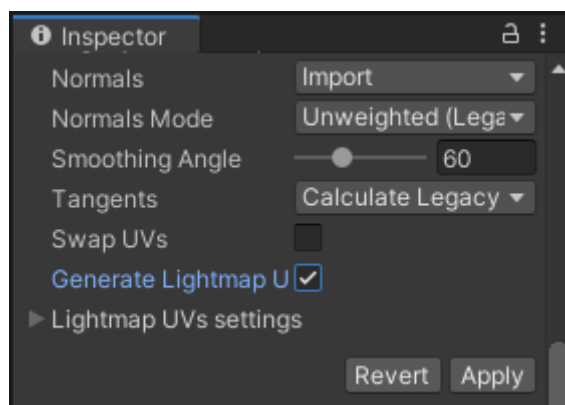 Inspector
Normals Import
Normals Mode Unweighted (Lega
Smoothing Angle 60
Tangents Calculate Legacy
Swap UVs
Generate Lightmap U
Lightmap UVs settings
Revert Apply